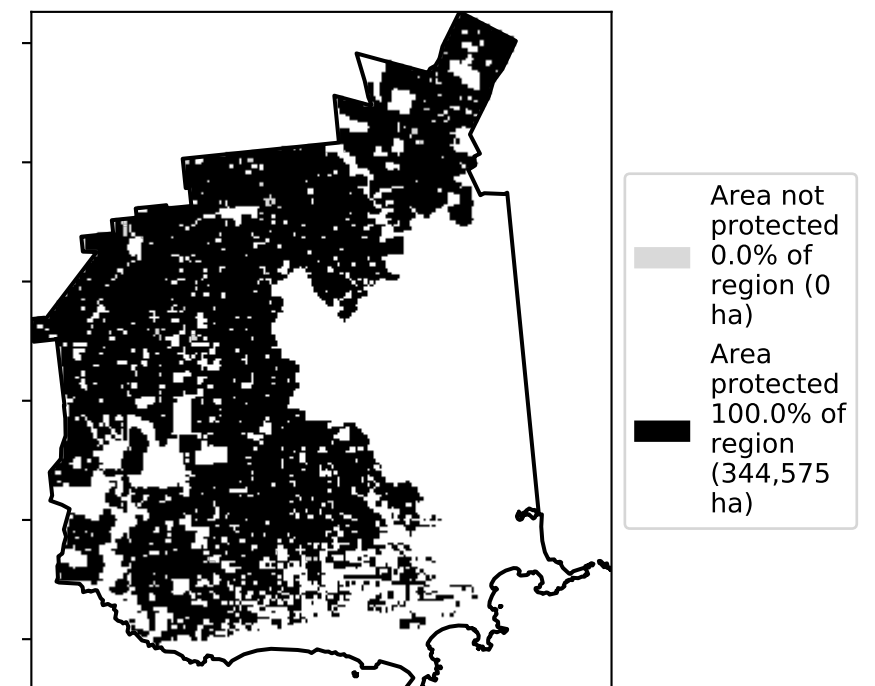 Area not
protected
0.0% of
region (0
ha)
Area
protected
100.0% of
region
(344,575
ha)